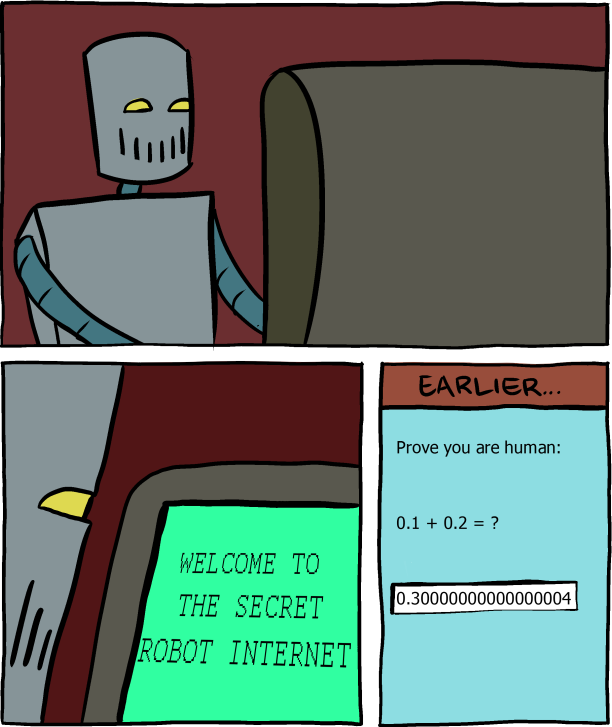 WELCOME TO
THE SECRET
ROBOT INTERNET
EARLIER...
Prove you are human:
0.1 + 0.2 = ?
0.30000000000000004